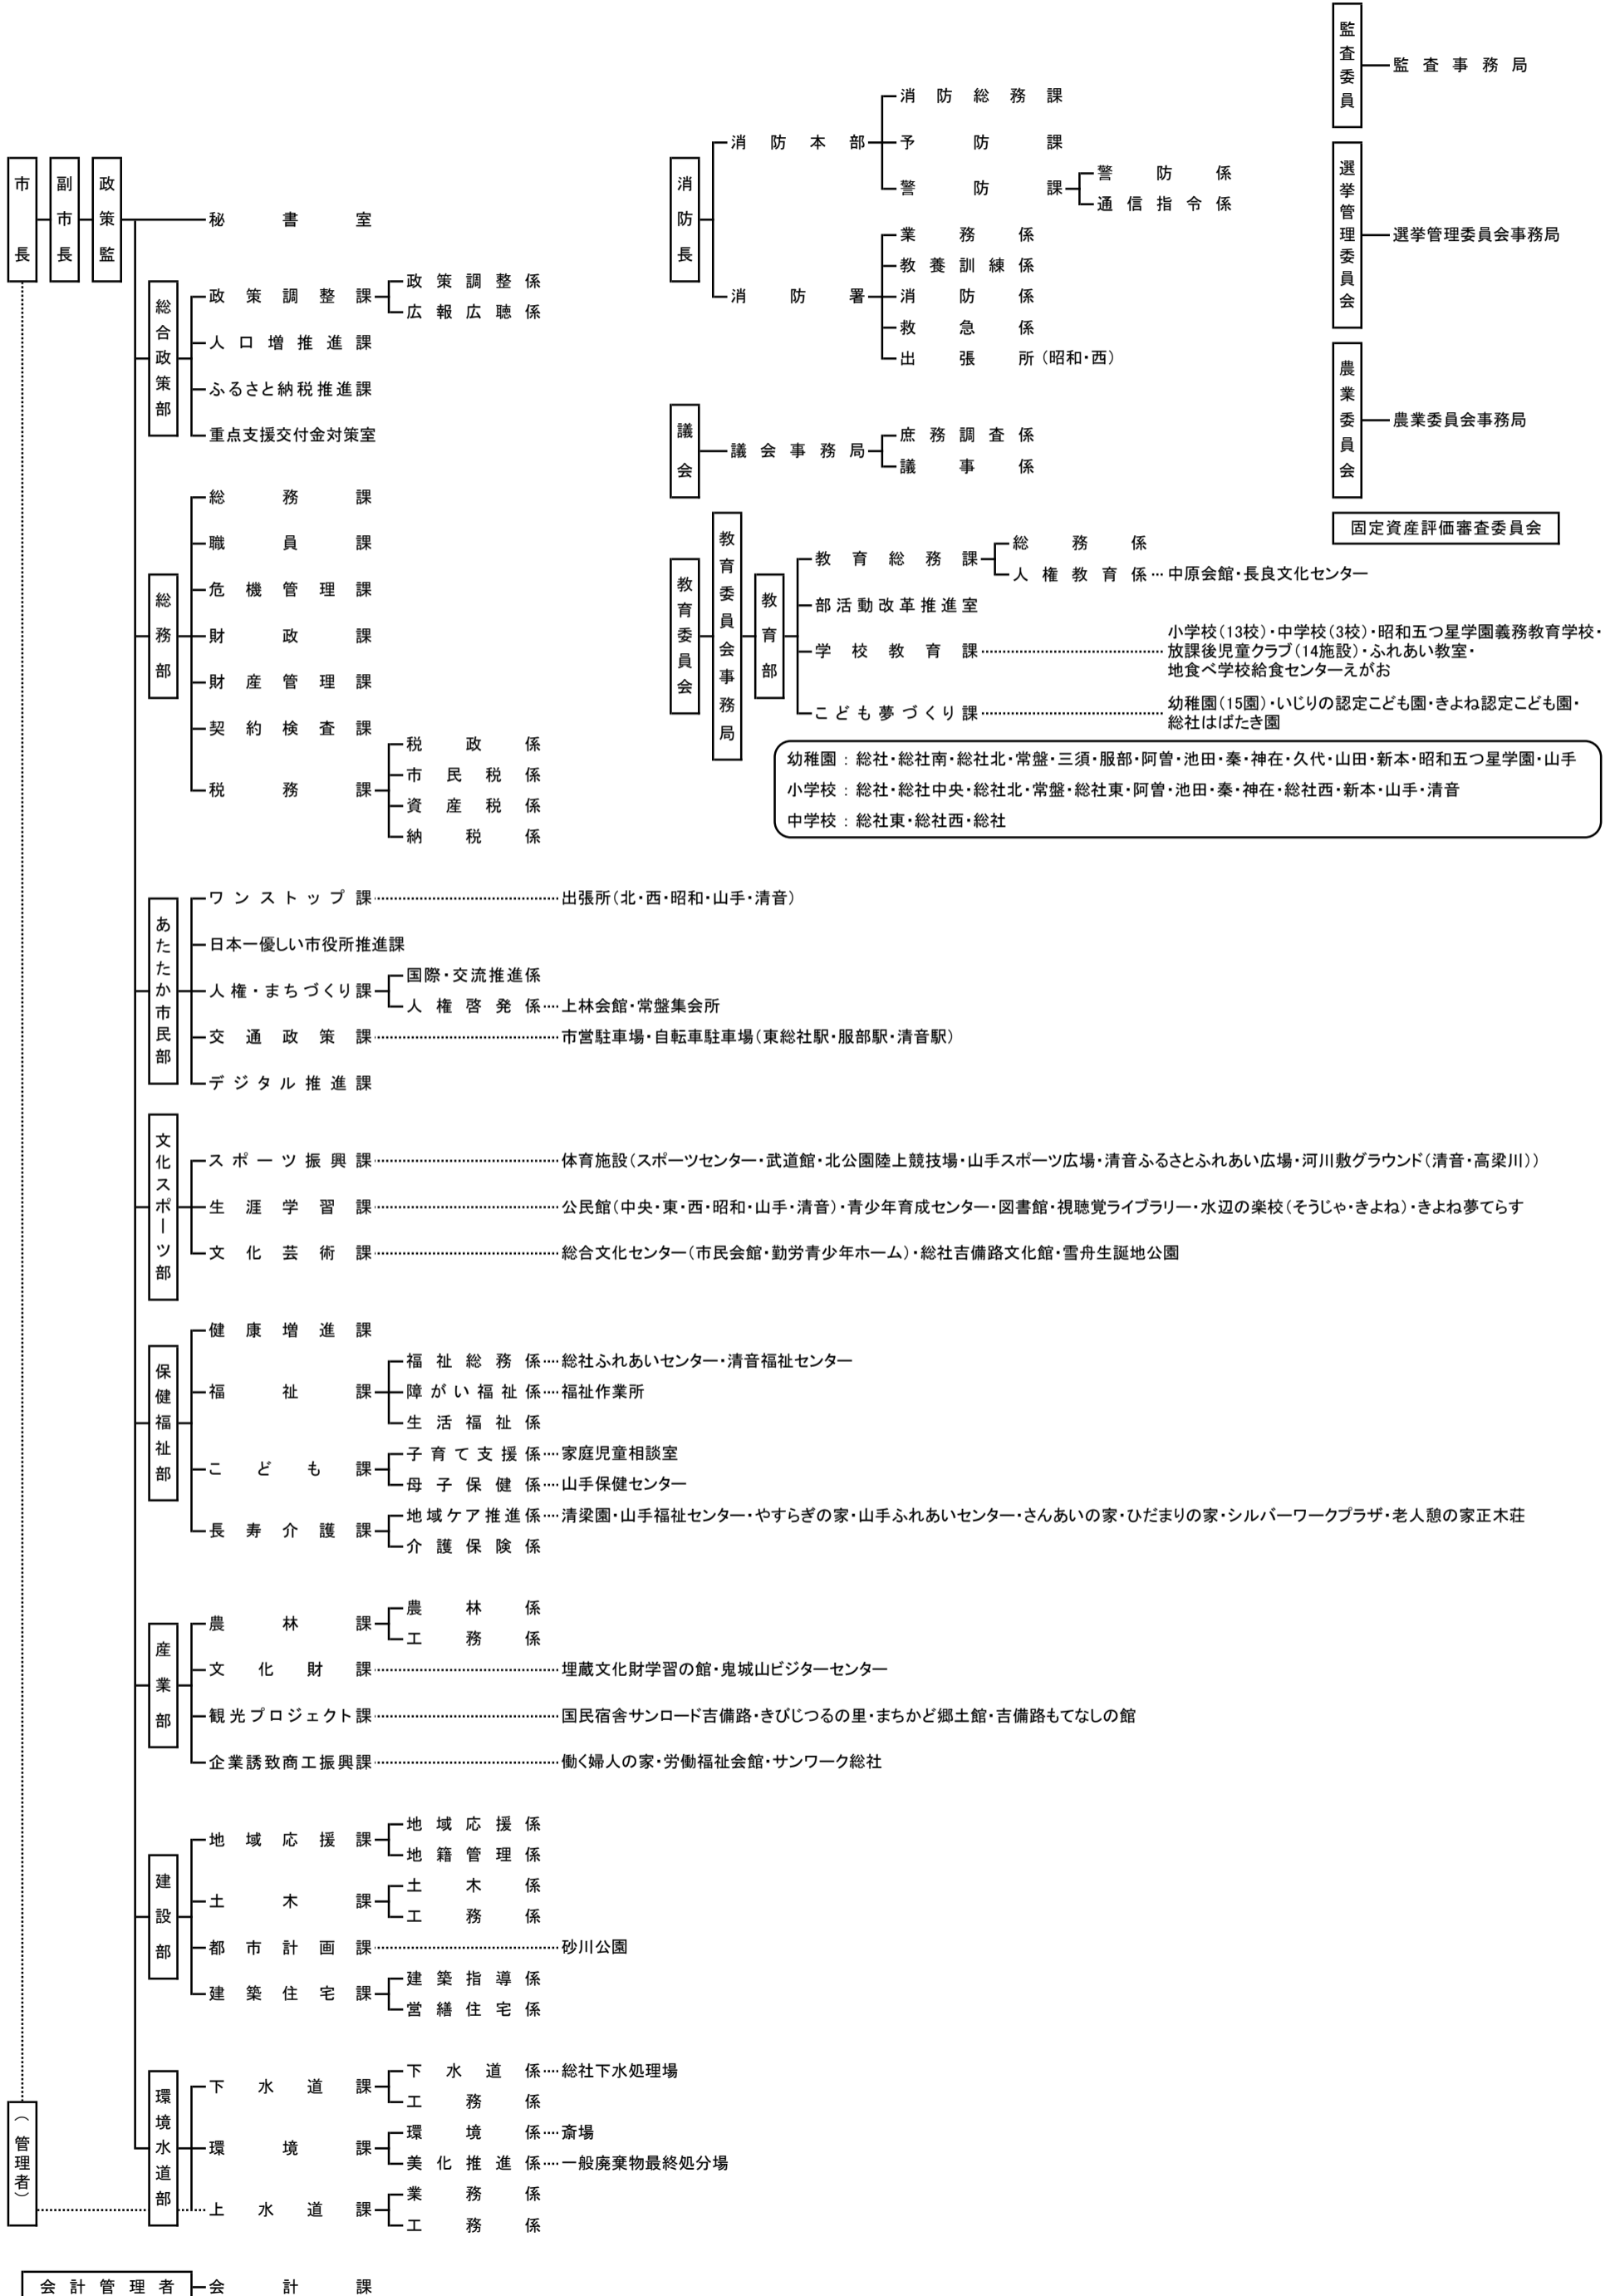 市長
副市長
政策監
秘書室
総合政策部
政策調整課
政策調整係
広報広聴係
人口増推進課
ふるさと納税推進課
重点支援交付金対策室
総務部
総務課
職員課
危機管理課
財政課
財産管理課
契約検査課
税務課
税政係
市民税係
資産税係
納税係
あたたか市民部
ワンストップ課 出張所(北・西・昭和・山手・清音)
日本一優しい市役所推進課
人権・まちづくり課
国際・交流推進係
人権啓発係 上林会館・常盤集会所
交通政策課 市営駐車場・自転車駐車場(東総社駅・服部駅・清音駅)
デジタル推進課
文化スポーツ部
スポーツ振興課 体育施設(スポーツセンター・武道館・北公園陸上競技場・山手スポーツ広場・清音ふるさとふれあい広場・河川敷グラウンド(清音・高梁川))
生涯学習課 公民館(中央・東・西・昭和・山手・清音)・青少年育成センター・図書館・視聴覚ライブラリー・水辺の楽校(そうじゃ・きよね)・きよね夢てらす
文化芸術課 総合文化センター(市民会館・勤労青少年ホーム)・総社吉備路文化館・雪舟生誕地公園
保健福祉部
健康増進課
福祉課
福祉総務係 総社ふれあいセンター・清音福祉センター
障がい福祉係 福祉作業所
生活福祉係
こども課
子育て支援係 家庭児童相談室
母子保健係 山手保健センター
長寿介護課
地域ケア推進係 清梁園・山手福祉センター・やすらぎの家・山手ふれあいセンター・さんあいの家・ひだまりの家・シルバーワークプラザ・老人憩の家正木荘
介護保険係
産業部
農林課
農林係
工務係
文化財課 埋蔵文化財学習の館・鬼城山ビジターセンター
観光プロジェクト課 国民宿舎サンロード吉備路・きびじつるの里・まちかど郷土館・吉備路もてなしの館
企業誘致商工振興課 働く婦人の家・労働福祉会館・サンワーク総社
建設部
地域応援課
地域応援係
地籍管理係
土木課
土木係
工務係
都市計画課 砂川公園
建築住宅課
建築指導係
営繕住宅係
環境水道部
下水道課
下水道係 総社下水処理場
工務係
環境課
環境係 斎場
美化推進係 一般廃棄物最終処分場
(管理者)
上水道課
業務係
工務係
会計管理者
会計課
消防長
消防本部
消防総務課
予防課
警防課
警防係
通信指令係
消防署
業務係
教養訓練係
消防係
救急係
出張所(昭和・西)
議会
議会事務局
庶務調査係
議事係
教育委員会
教育委員会事務局
教育部
教育総務課
総務係
人権教育係 中原会館・長良文化センター
部活動改革推進室
学校教育課
小学校(13校)・中学校(3校)・昭和五つ星学園義務教育学校・
放課後児童クラブ(14施設)・ふれあい教室・
地食べ学校給食センターえがお
こども夢づくり課
幼稚園(15園)・いじりの認定こども園・きよね認定こども園・
総社はばたき園
幼稚園 : 総社・総社南・総社北・常盤・三須・服部・阿曽・池田・秦・神在・久代・山田・新本・昭和五つ星学園・山手
小学校 : 総社・総社中央・総社北・常盤・総社東・阿曽・池田・秦・神在・総社西・新本・山手・清音
中学校 : 総社東・総社西・総社
監査委員
監査事務局
選挙管理委員会
選挙管理委員会事務局
農業委員会
農業委員会事務局
固定資産評価審査委員会